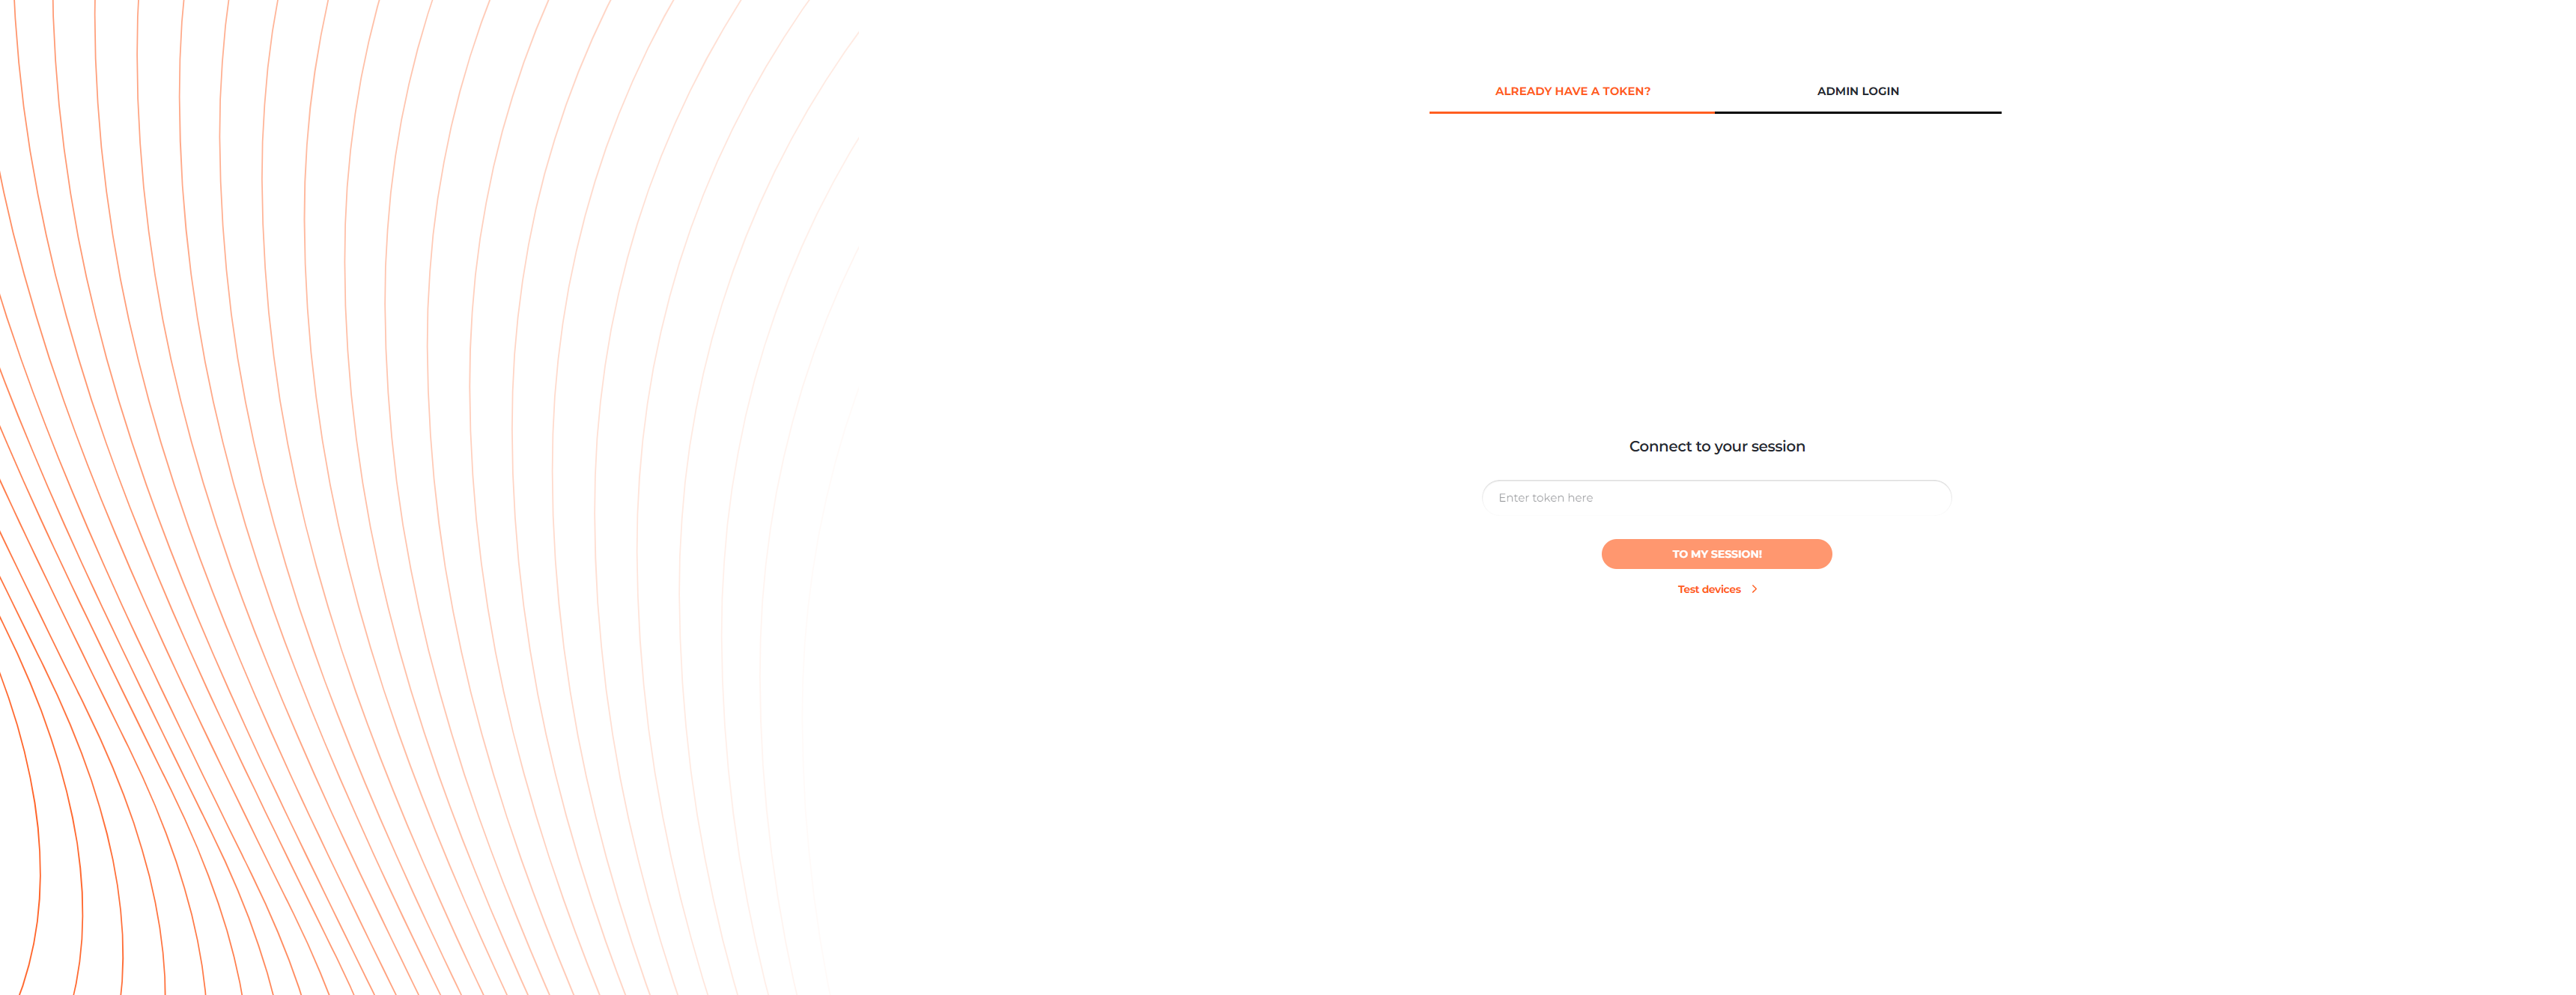 ALREADY HAVE A TOKEN?
ADMIN LOGIN
Connect to your session
Enter token here
TO MY SESSION!
Test devices